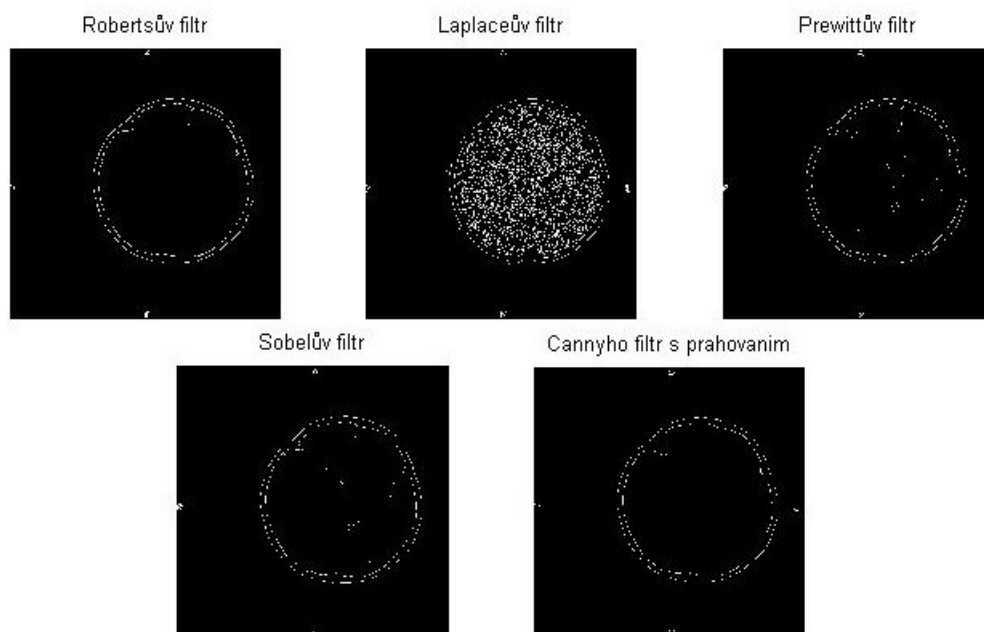 Robertsův filtr
Laplaceův filtr
Prewittův filtr
Sobelův filtr
Cannyho filtr s prahovanim